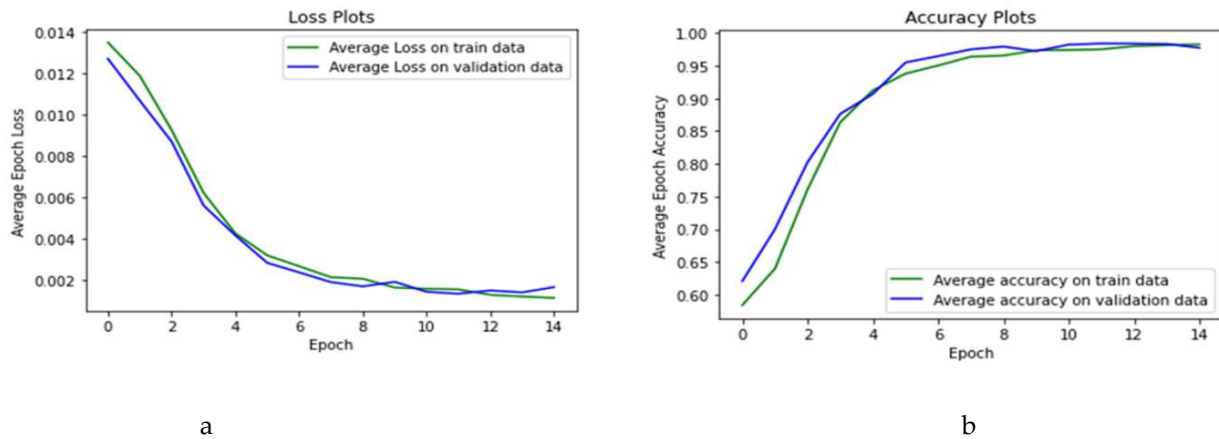 Loss Plots
0.014
0.012
0.010
0.008
0.006
0.004
0.002
Average Epoch Loss
Average Loss on train data
Average Loss on validation data
0 2 4 6 8 10 12 14
Epoch
Accuracy Plots
1.00
0.95
0.90
0.85
0.80
0.75
0.70
0.65
0.60
Average Epoch Accuracy
Average accuracy on train data
Average accuracy on validation data
0 2 4 6 8 10 12 14
Epoch
a
b